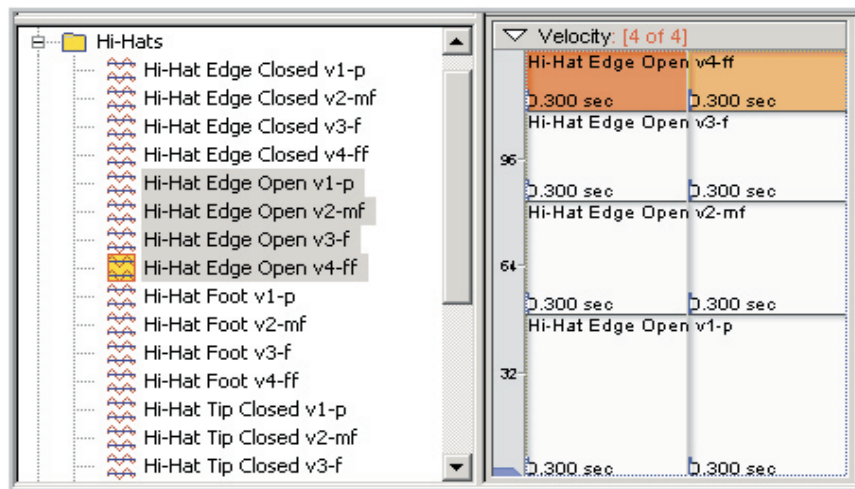 Hi-Hats
Hi-Hat Edge Closed v1-p
Hi-Hat Edge Closed v2-mf
Hi-Hat Edge Closed v3-f
Hi-Hat Edge Closed v4-ff
Hi-Hat Edge Open v1-p
Hi-Hat Edge Open v2-mf
Hi-Hat Edge Open v3-f
Hi-Hat Edge Open v4-ff
Hi-Hat Foot v1-p
Hi-Hat Foot v2-mf
Hi-Hat Foot v3-f
Hi-Hat Foot v4-ff
Hi-Hat Tip Closed v1-p
Hi-Hat Tip Closed v2-mf
Hi-Hat Tip Closed v3-f
Velocity: [4 of 4]
Hi-Hat Edge Open v4-ff
0.300 sec 0.300 sec
Hi-Hat Edge Open v3-f
96
0.300 sec 0.300 sec
Hi-Hat Edge Open v2-mf
64
0.300 sec 0.300 sec
Hi-Hat Edge Open v1-p
32
0.300 sec 0.300 sec